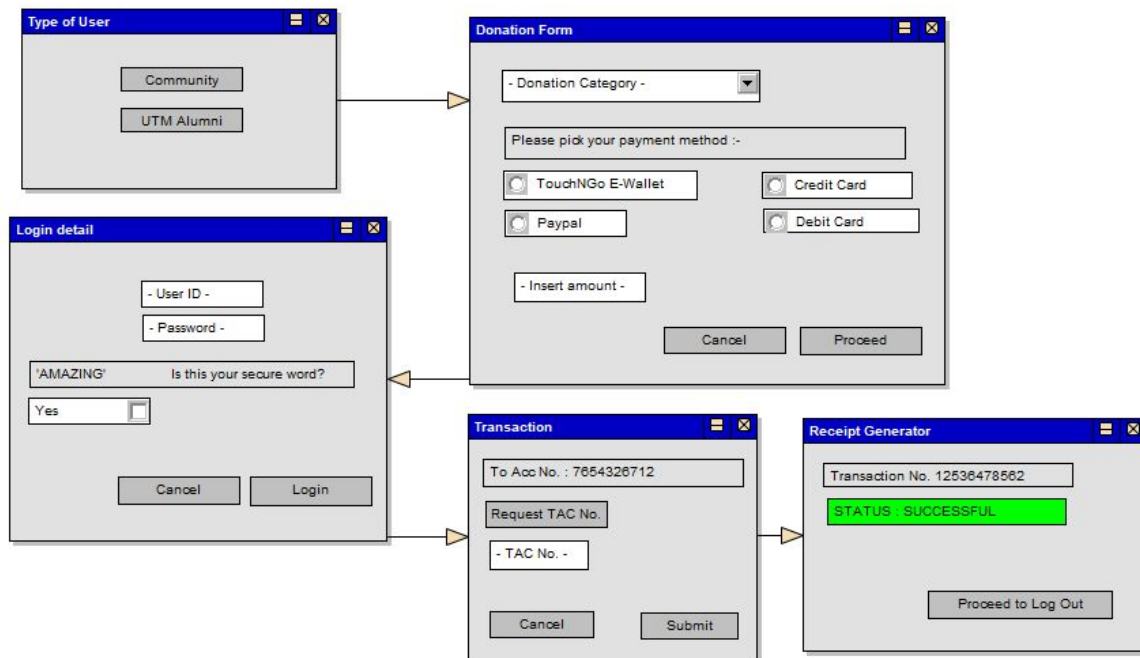 Type of User
Community
UTM Alumni
Donation Form
- Donation Category -
Please pick your payment method :-
TouchNGo E-Wallet
Credit Card
Paypal
Debit Card
- Insert amount -
Cancel
Proceed
Login detail
- User ID -
- Password -
'AMAZING' Is this your secure word?
Yes
Cancel
Login
Transaction
To Acc No. : 7654326712
Request TAC No.
- TAC No. -
Cancel
Submit
Receipt Generator
Transaction No. 12536478562
STATUS : SUCCESSFUL
Proceed to Log Out